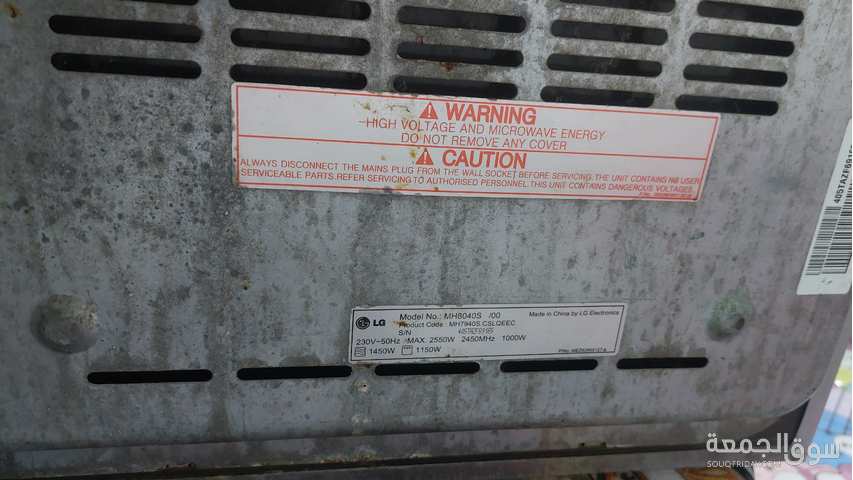 WARNING
HIGH VOLTAGE AND MICROWAVE ENERGY
DO NOT REMOVE ANY COVER
CAUTION
ALWAYS DISCONNECT THE MAINS PLUG FROM THE WALL SOCKET BEFORE SERVICING.THE UNIT CONTAINS NO USER
SERVICEABLE PARTS.REFER SERVICING TO AUTHORISED PERSONNEL.THIS UNIT CONTAINS DANGEROUS VOLTAGES.
LG
Model No.: MH8040S /00
Made in China by LG Electronics
Product Code : MH7940S.CSLQEEC
S/N
230V~50Hz MAX. 2550W 2450MHz 1000W
1450W 1150W
سوق الجمعة